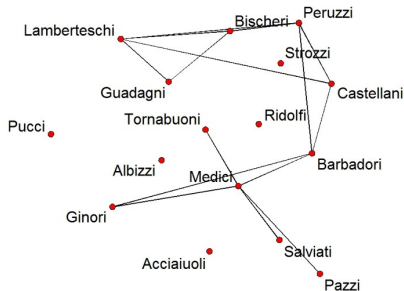 Peruzzi
Bischeri
Lamberteschi
Strozzi
Guadagni
Castellani
Tornabuoni
Ridolfi
Pucci
Albizzi
Barbadori
Medici
Ginori
Salviati
Acciaiuoli
Pazzi